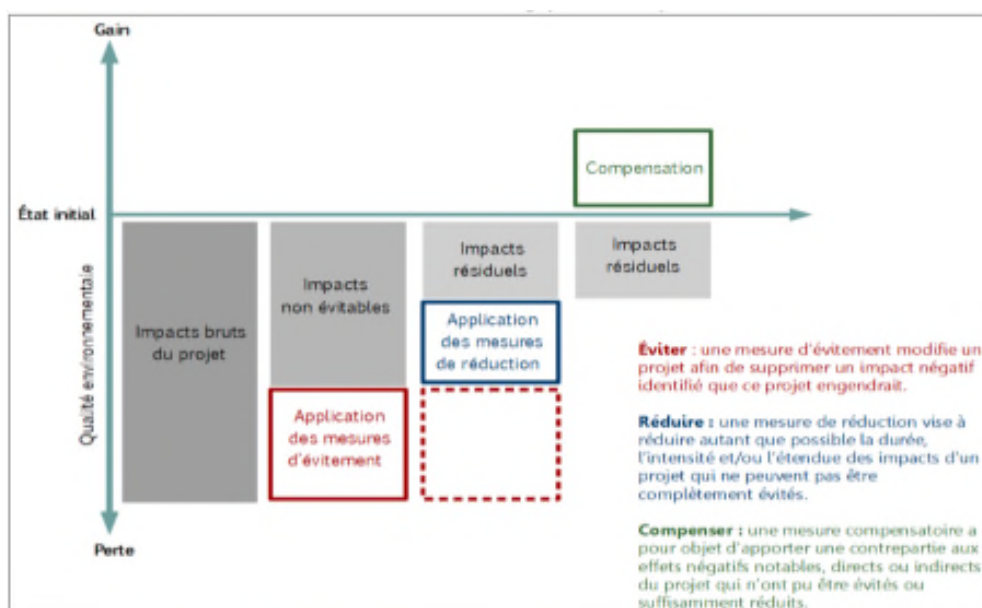 Gain
Compensation
État initial
Impacts bruts
du projet
Impacts
non évitables
Impacts
résiduels
Impacts
résiduels
Application
des mesures
de réduction
Application
des mesures
d'évitement
Qualité environnementale
Perte
Éviter : une mesure d'évitement modifie un
projet afin de supprimer un impact négatif
identifié que ce projet engendrait.
Réduire : une mesure de réduction vise à
réduire autant que possible la durée,
l'intensité et/ou l'étendue des impacts d'un
projet qui ne peuvent pas être
complètement évités.
Compenser : une mesure compensatoire a
pour objet d'apporter une contrepartie aux
effets négatifs notables, directs ou indirects
du projet qui n'ont pu être évités ou
suffisamment réduits.